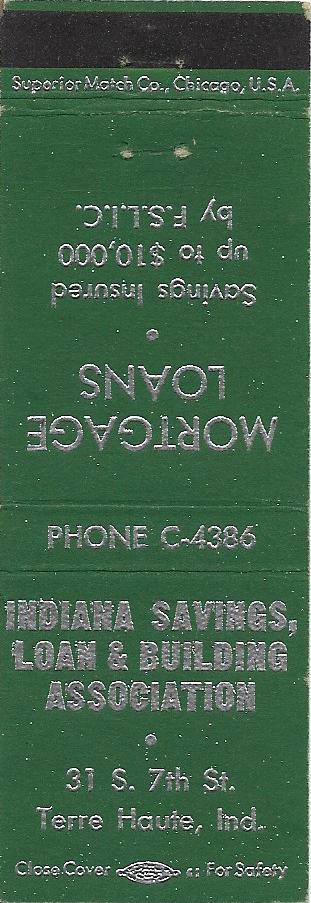 Superior Match Co., Chicago, U.S.A.
MORTGAGE
LOANS
•
Savings Insured
up to $10,000
by F.S.L.I.C.
PHONE C-4386
INDIANA SAVINGS,
LOAN & BUILDING
ASSOCIATION
•
31 S. 7th St.
Terre Haute, Ind.
Close Cover For Safety